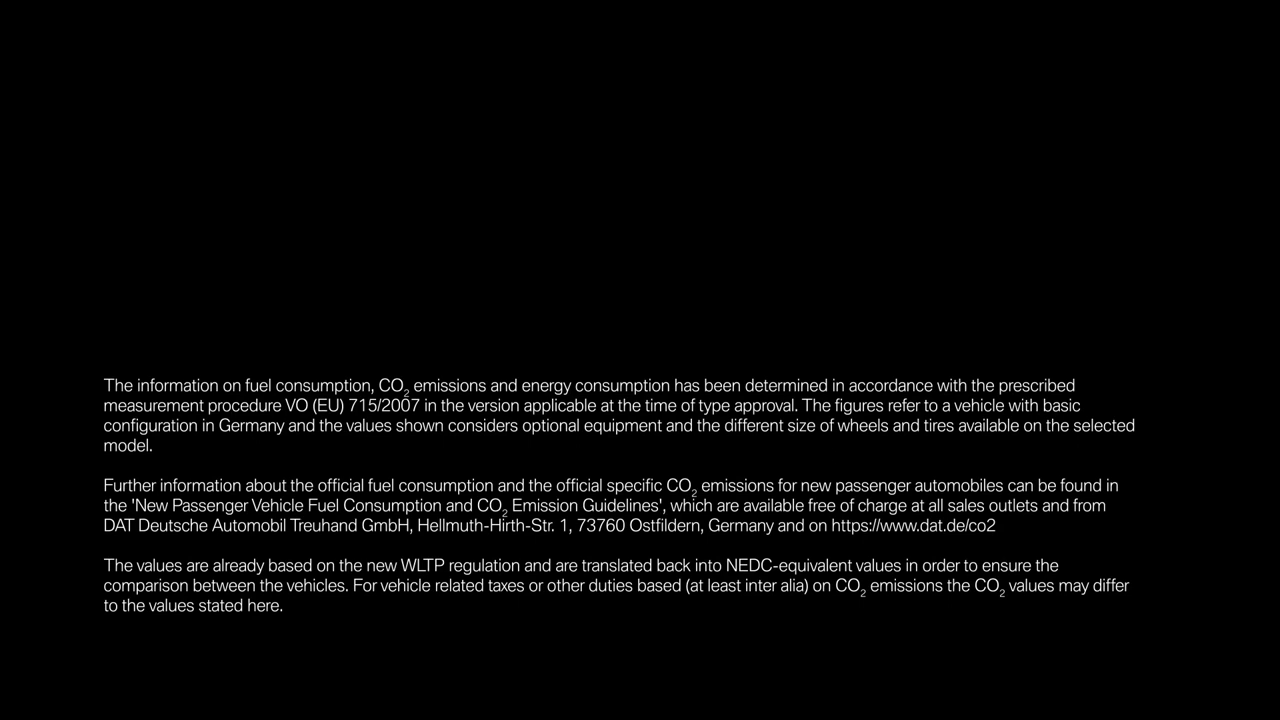 The information on fuel consumption, CO₂ emissions and energy consumption has been determined in accordance with the prescribed
measurement procedure VO (EU) 715/2007 in the version applicable at the time of type approval. The figures refer to a vehicle with basic
configuration in Germany and the values shown considers optional equipment and the different size of wheels and tires available on the selected
model.
Further information about the official fuel consumption and the official specific CO₂ emissions for new passenger automobiles can be found in
the 'New Passenger Vehicle Fuel Consumption and CO₂ Emission Guidelines', which are available free of charge at all sales outlets and from
DAT Deutsche Automobil Treuhand GmbH, Hellmuth-Hirth-Str. 1, 73760 Ostfildern, Germany and on https://www.dat.de/co2
The values are already based on the new WLTP regulation and are translated back into NEDC-equivalent values in order to ensure the
comparison between the vehicles. For vehicle related taxes or other duties based (at least inter alia) on CO₂ emissions the CO₂ values may differ
to the values stated here.